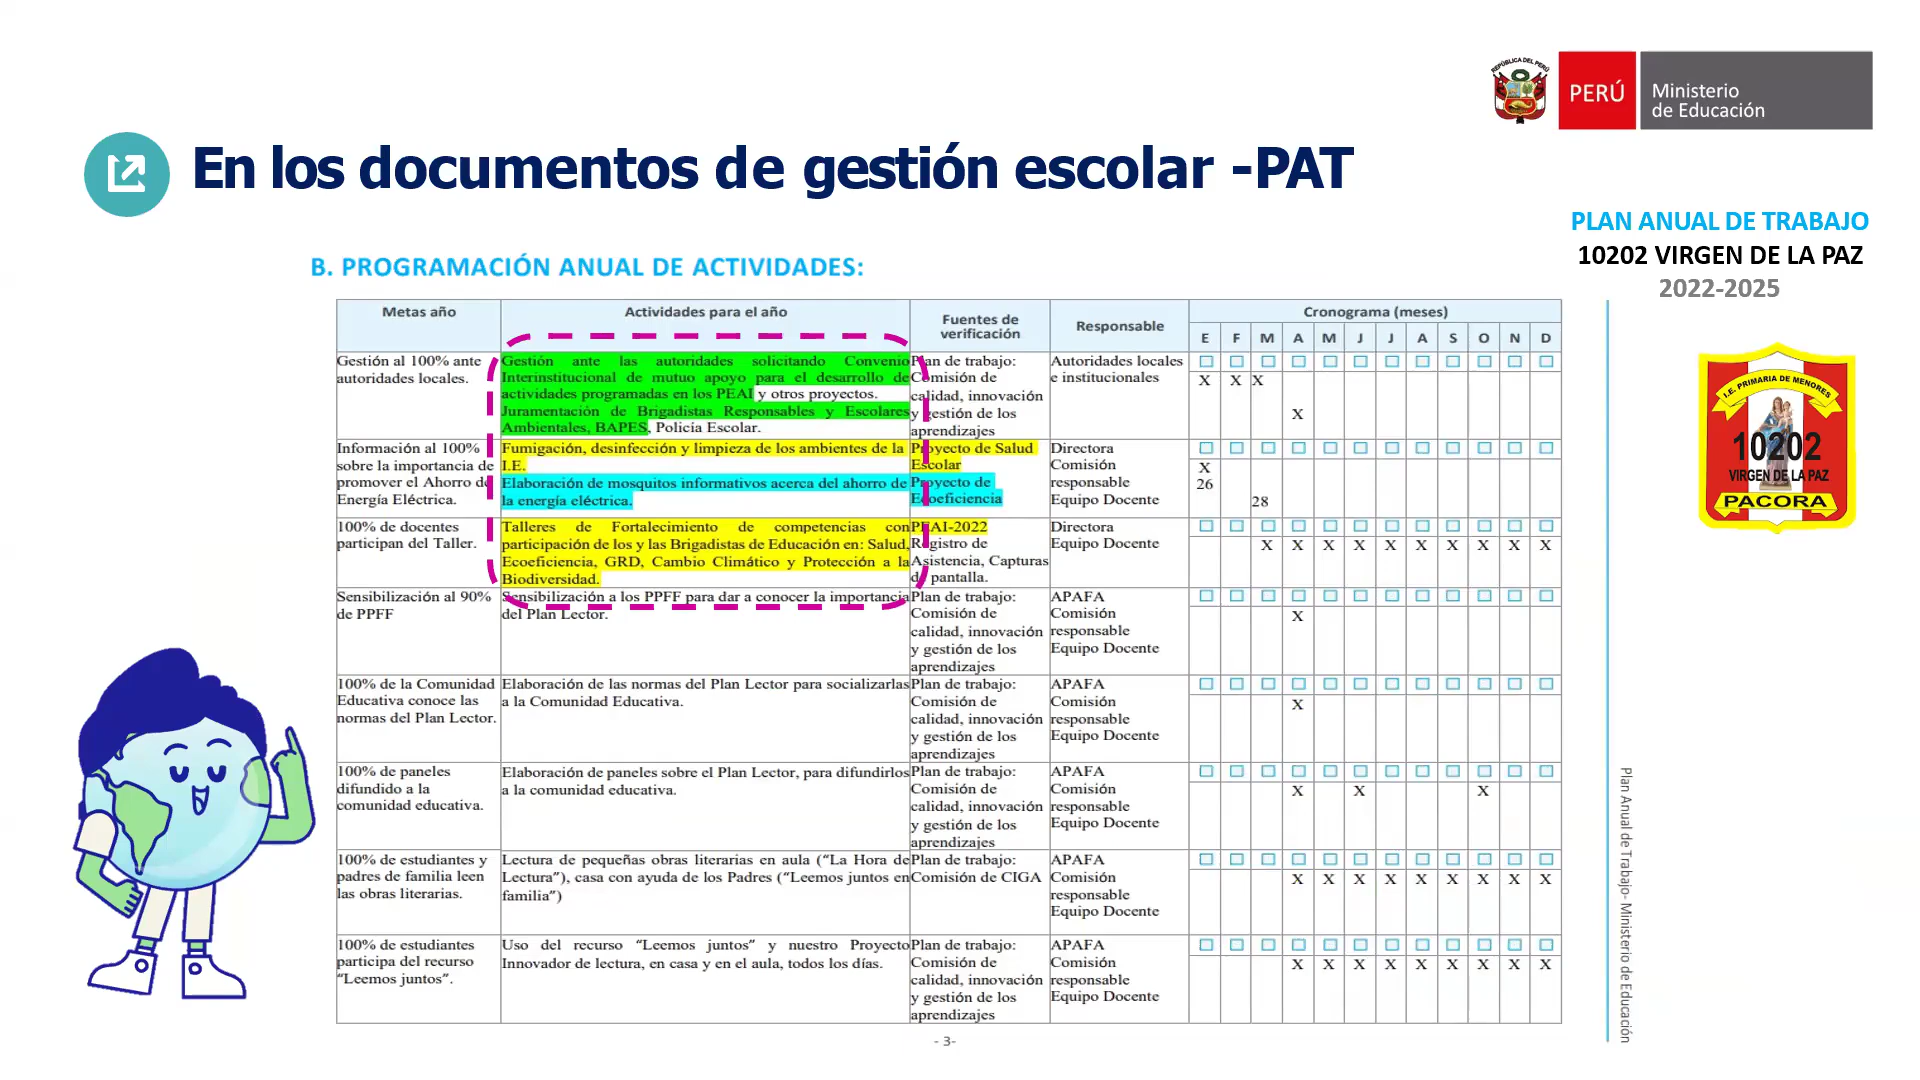 REPÚBLICA DEL PERÚ
PERÚ
Ministerio
de Educación
En los documentos de gestión escolar -PAT
PLAN ANUAL DE TRABAJO
10202 VIRGEN DE LA PAZ
2022-2025
B. PROGRAMACIÓN ANUAL DE ACTIVIDADES:
Metas año
Actividades para el año
Fuentes de
verificación
Responsable
Cronograma (meses)
E F M A M J J A S O N D
Gestión al 100% ante
autoridades locales.
Gestión ante las autoridades solicitando Convenio
Interinstitucional de mutuo apoyo para el desarrollo de
actividades programadas en los PEAI y otros proyectos.
Juramentación de Brigadistas Responsables y Escolares
Ambientales, BAPES, Policía Escolar.
Plan de trabajo:
Comisión de
calidad, innovación
y gestión de los
aprendizajes
Autoridades locales
e institucionales
X X X
X
Información al 100%
sobre la importancia de
promover el Ahorro de
Energía Eléctrica.
Fumigación, desinfección y limpieza de los ambientes de la
I.E.
Elaboración de mosquitos informativos acerca del ahorro de
la energía eléctrica.
Proyecto de Salud
Escolar
Proyecto de
Ecoeficiencia
Directora
Comisión
responsable
Equipo Docente
X
26
28
100% de docentes
participan del Taller.
Talleres de Fortalecimiento de competencias con
participación de los y las Brigadistas de Educación en: Salud,
Ecoeficiencia, GRD, Cambio Climático y Protección a la
Biodiversidad.
PEAI-2022
Registro de
Asistencia, Capturas
de pantalla.
Directora
Equipo Docente
X X X X X X X X X X
Sensibilización al 90%
de PPFF
Sensibilización a los PPFF para dar a conocer la importancia
del Plan Lector.
Plan de trabajo:
Comisión de
calidad, innovación
y gestión de los
aprendizajes
APAFA
Comisión
responsable
Equipo Docente
X
100% de la Comunidad
Educativa conoce las
normas del Plan Lector.
Elaboración de las normas del Plan Lector para socializarlas
a la Comunidad Educativa.
Plan de trabajo:
Comisión de
calidad, innovación
y gestión de los
aprendizajes
APAFA
Comisión
responsable
Equipo Docente
X
100% de paneles
difundido a la
comunidad educativa.
Elaboración de paneles sobre el Plan Lector, para difundirlos
a la comunidad educativa.
Plan de trabajo:
Comisión de
calidad, innovación
y gestión de los
aprendizajes
APAFA
Comisión
responsable
Equipo Docente
X X X
100% de estudiantes y
padres de familia leen
las obras literarias.
Lectura de pequeñas obras literarias en aula (“La Hora de
Lectura”), casa con ayuda de los Padres (“Leemos juntos en
familia”)
Plan de trabajo:
Comisión de CIGA
APAFA
Comisión
responsable
Equipo Docente
X X X X X X X X X
100% de estudiantes
participa del recurso
“Leemos juntos”.
Uso del recurso “Leemos juntos” y nuestro Proyecto
Innovador de lectura, en casa y en el aula, todos los días.
Plan de trabajo:
Comisión de
calidad, innovación
y gestión de los
aprendizajes
APAFA
Comisión
responsable
Equipo Docente
X X X X X X X X X
- 3-
Plan Anual de Trabajo- Ministerio de Educación
I.E. PRIMARIA DE MENORES
10202
VIRGEN DE LA PAZ
PACORA